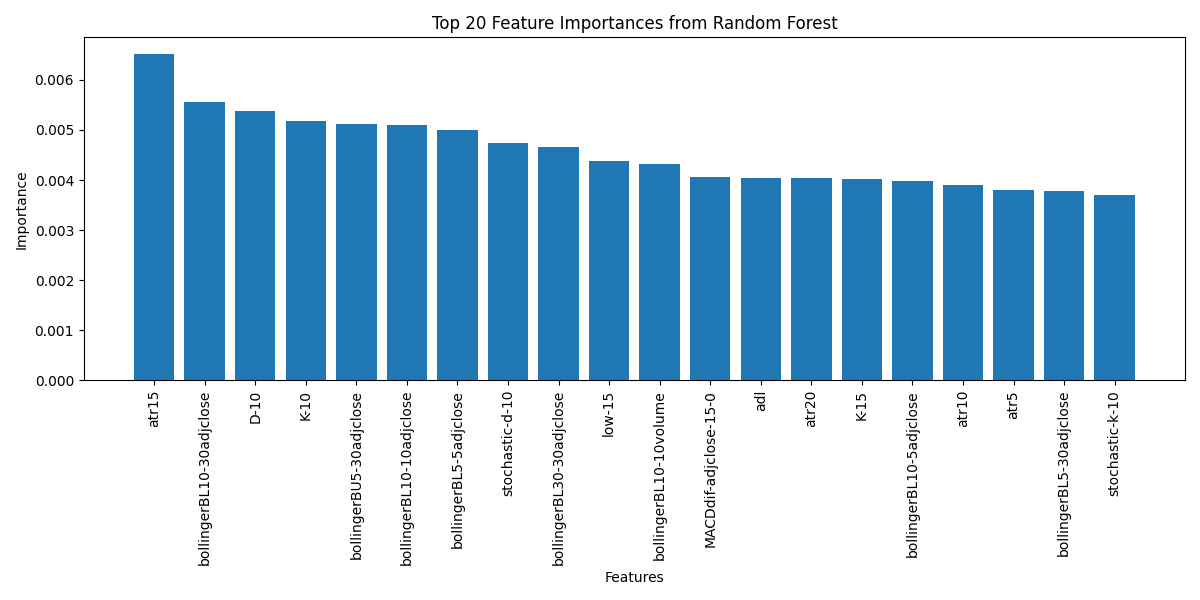 Top 20 Feature Importances from Random Forest
Importance
0.006
0.005
0.004
0.003
0.002
0.001
0.000
atr15
bollingerBL10-30adjclose
D-10
K-10
bollingerBU5-30adjclose
bollingerBL10-10adjclose
bollingerBL5-5adjclose
stochastic-d-10
bollingerBL30-30adjclose
low-15
bollingerBL10-10volume
MACDdif-adjclose-15-0
adl
atr20
K-15
bollingerBL10-5adjclose
atr10
atr5
bollingerBL5-30adjclose
stochastic-k-10
Features